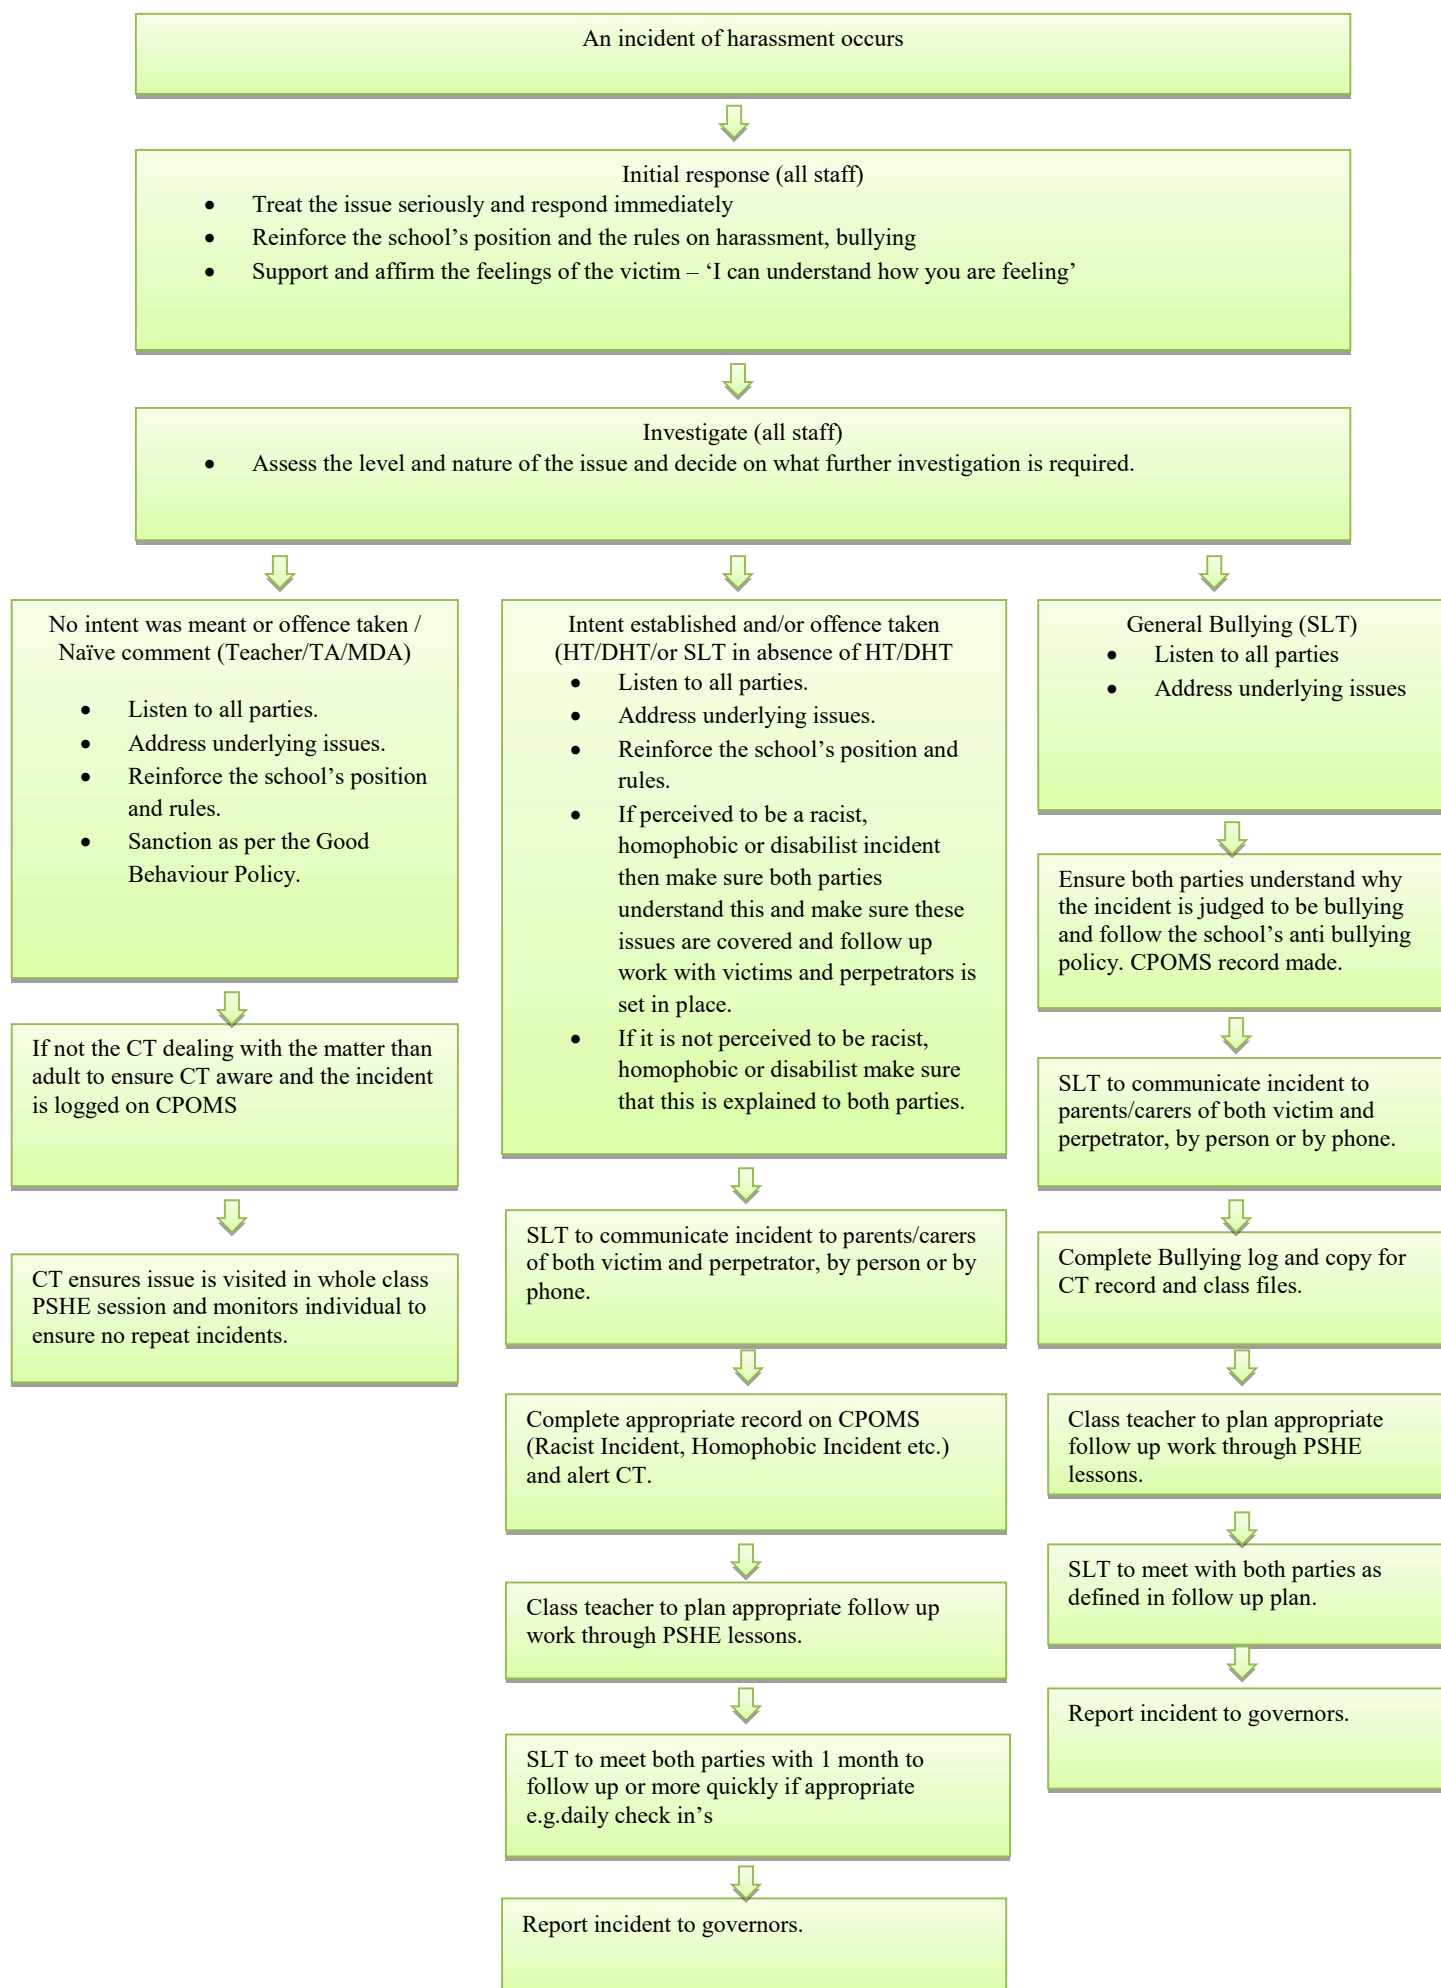 An incident of harassment occurs
Initial response (all staff)
• Treat the issue seriously and respond immediately
• Reinforce the school’s position and the rules on harassment, bullying
• Support and affirm the feelings of the victim – ‘I can understand how you are feeling’
Investigate (all staff)
• Assess the level and nature of the issue and decide on what further investigation is required.
No intent was meant or offence taken /
Naïve comment (Teacher/TA/MDA)
• Listen to all parties.
• Address underlying issues.
• Reinforce the school’s position
and rules.
• Sanction as per the Good
Behaviour Policy.
If not the CT dealing with the matter than
adult to ensure CT aware and the incident
is logged on CPOMS
CT ensures issue is visited in whole class
PSHE session and monitors individual to
ensure no repeat incidents.
Intent established and/or offence taken
(HT/DHT/or SLT in absence of HT/DHT
• Listen to all parties.
• Address underlying issues.
• Reinforce the school’s position and
rules.
• If perceived to be a racist,
homophobic or disabilist incident
then make sure both parties
understand this and make sure these
issues are covered and follow up
work with victims and perpetrators is
set in place.
• If it is not perceived to be racist,
homophobic or disabilist make sure
that this is explained to both parties.
SLT to communicate incident to parents/carers
of both victim and perpetrator, by person or by
phone.
Complete appropriate record on CPOMS
(Racist Incident, Homophobic Incident etc.)
and alert CT.
Class teacher to plan appropriate follow up
work through PSHE lessons.
SLT to meet both parties with 1 month to
follow up or more quickly if appropriate
e.g.daily check in’s
Report incident to governors.
General Bullying (SLT)
• Listen to all parties
• Address underlying issues
Ensure both parties understand why
the incident is judged to be bullying
and follow the school’s anti bullying
policy. CPOMS record made.
SLT to communicate incident to
parents/carers of both victim and
perpetrator, by person or by phone.
Complete Bullying log and copy for
CT record and class files.
Class teacher to plan appropriate
follow up work through PSHE
lessons.
SLT to meet with both parties as
defined in follow up plan.
Report incident to governors.